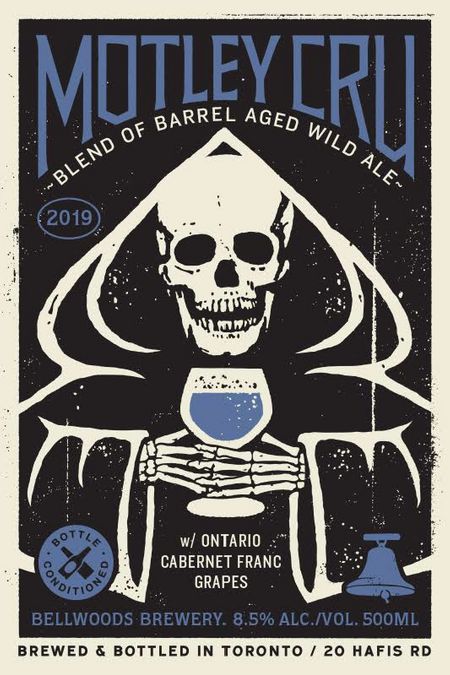 MOTLEY CRU
~BLEND OF BARREL AGED WILD ALE~
2019
BOTTLE CONDITIONED
w/ ONTARIO
CABERNET FRANC
GRAPES
BELLWOODS BREWERY. 8.5% ALC./VOL. 500ML
BREWED & BOTTLED IN TORONTO / 20 HAFIS RD